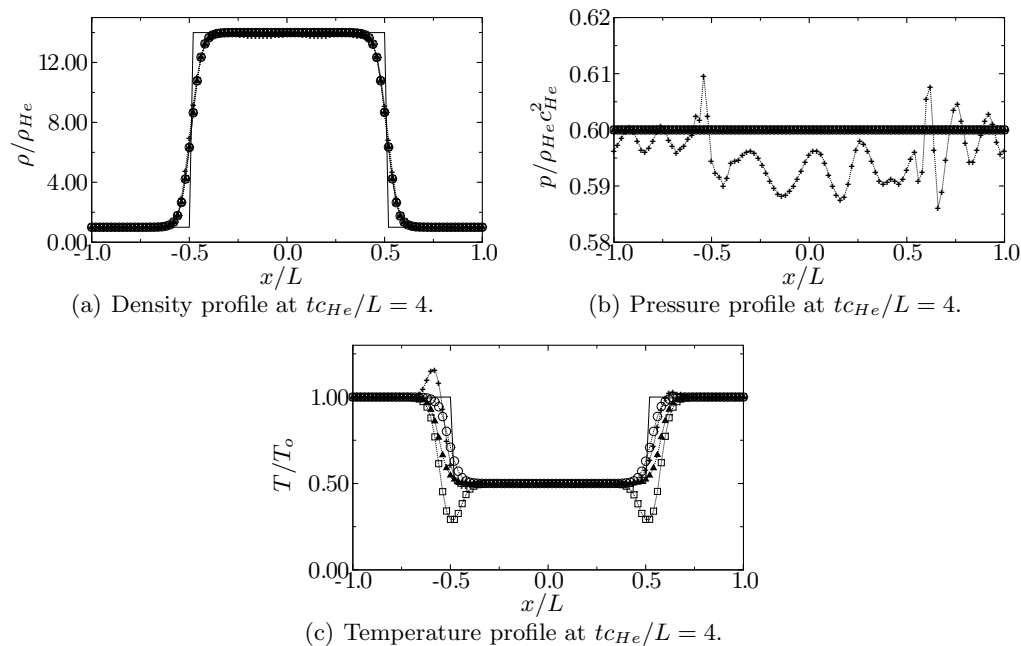 12.00
8.00
4.00
0.00
ρ/ρ_He
-1.0 -0.5 0.0 0.5 1.0
x/L
(a) Density profile at tc_He/L = 4.
0.62
0.61
0.60
0.59
0.58
p/ρ_He c²_He
-1.0 -0.5 0.0 0.5 1.0
x/L
(b) Pressure profile at tc_He/L = 4.
1.00
0.50
0.00
T/T_o
-1.0 -0.5 0.0 0.5 1.0
x/L
(c) Temperature profile at tc_He/L = 4.